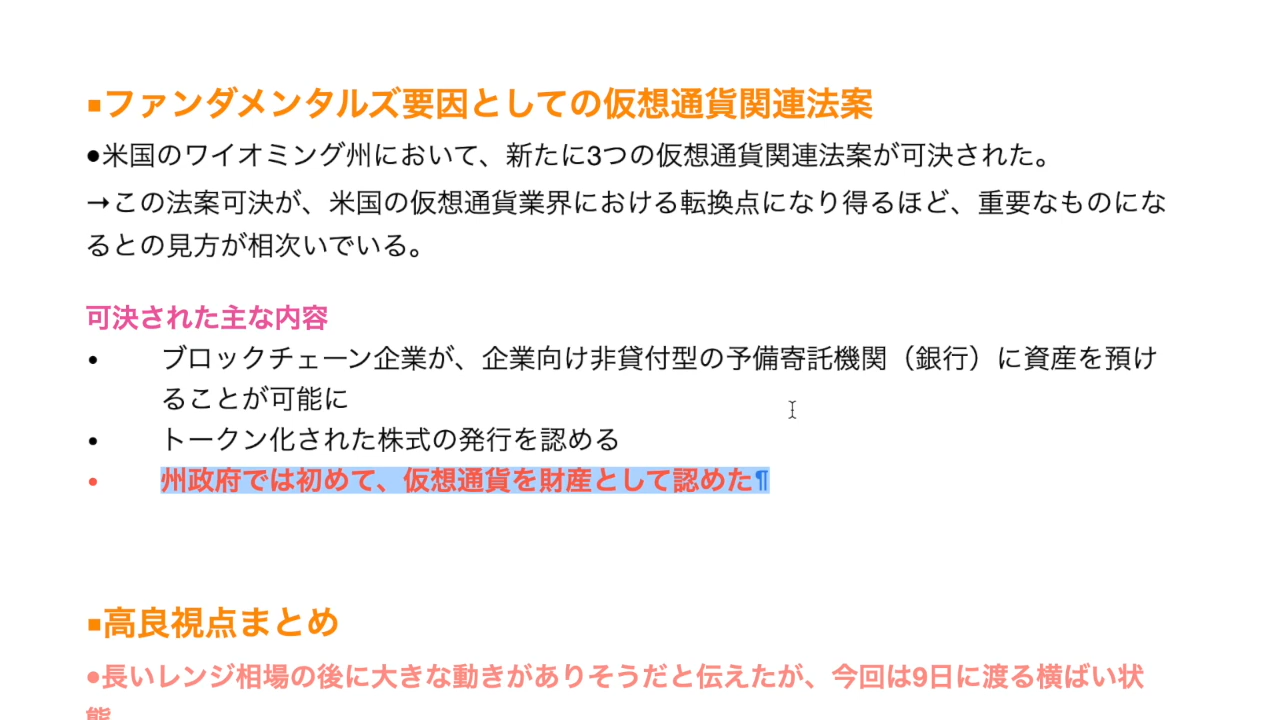 ▪ファンダメンタルズ要因としての仮想通貨関連法案
●米国のワイオミング州において、新たに3つの仮想通貨関連法案が可決された。
→この法案可決が、米国の仮想通貨業界における転換点になり得るほど、重要なものにな
るとの見方が相次いでいる。
可決された主な内容
• ブロックチェーン企業が、企業向け非貸付型の予備寄託機関（銀行）に資産を預け
ることが可能に
• トークン化された株式の発行を認める
• 州政府では初めて、仮想通貨を財産として認めた¶
▪高良視点まとめ
●長いレンジ相場の後に大きな動きがありそうだと伝えたが、今回は9日に渡る横ばい状
態